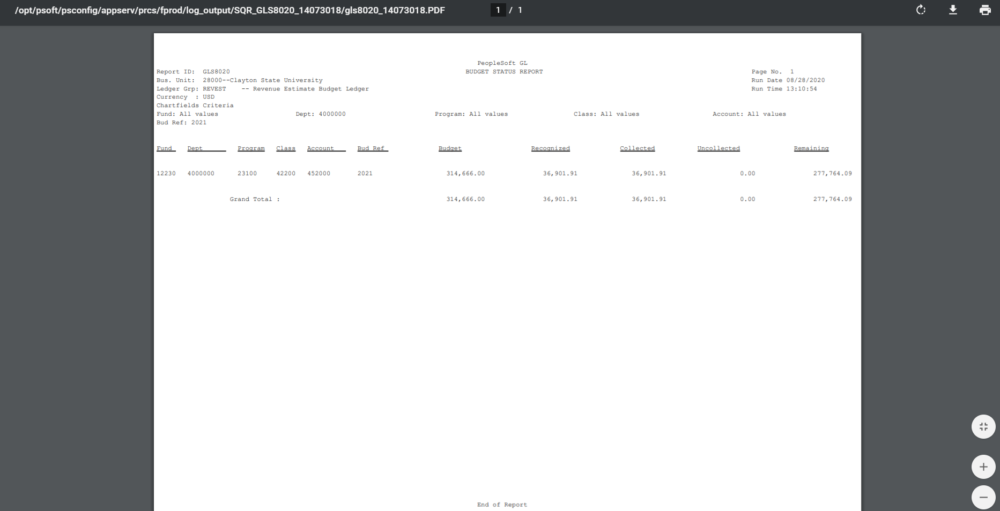 /opt/psoft/psconfig/appserv/prcs/fprod/log_output/SQR_GLS8020_14073018/gls8020_14073018.PDF 1 / 1
PeopleSoft GL
Report ID: GLS8020 BUDGET STATUS REPORT Page No. 1
Bus. Unit: 28000--Clayton State University Run Date 08/28/2020
Ledger Grp: REVEST -- Revenue Estimate Budget Ledger Run Time 13:10:54
Currency : USD
Chartfields Criteria
Fund: All values Dept: 4000000 Program: All values Class: All values Account: All values
Bud Ref: 2021
Fund Dept Program Class Account Bud Ref Budget Recognized Collected Uncollected Remaining
12230 4000000 23100 42200 452000 2021 314,666.00 36,901.91 36,901.91 0.00 277,764.09
Grand Total : 314,666.00 36,901.91 36,901.91 0.00 277,764.09
End of Report